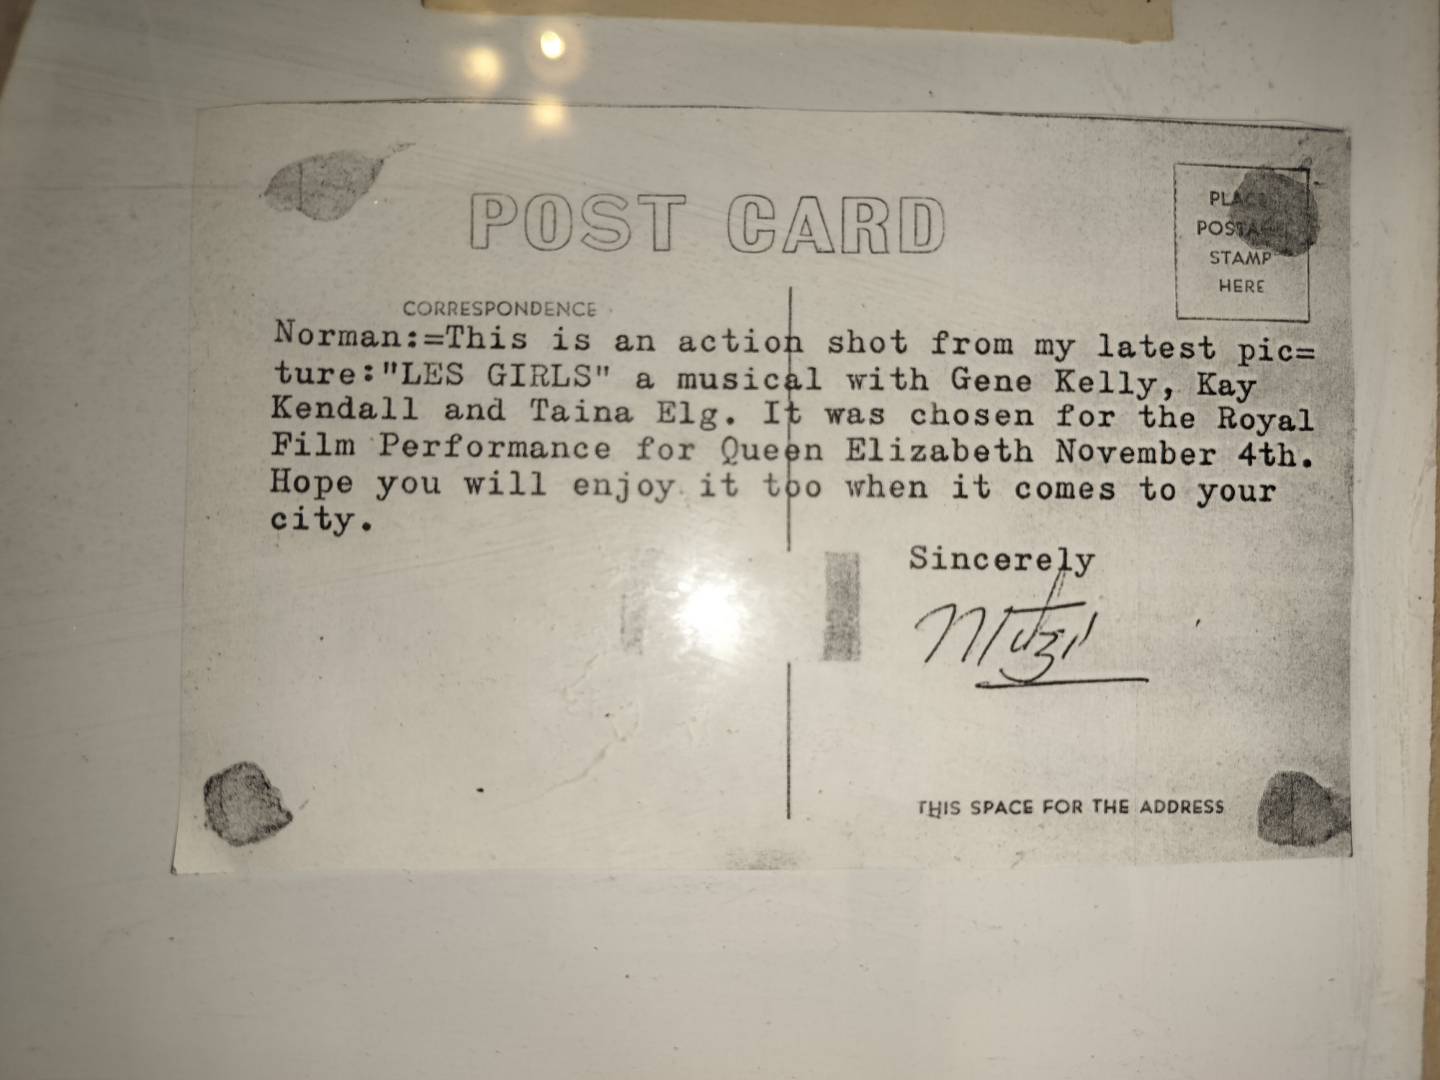 POST CARD
PLACE
POSTAGE
STAMP
HERE
CORRESPONDENCE
Norman:=This is an action shot from my latest pic=
ture:"LES GIRLS" a musical with Gene Kelly, Kay
Kendall and Taina Elg. It was chosen for the Royal
Film Performance for Queen Elizabeth November 4th.
Hope you will enjoy it too when it comes to your
city.
Sincerely
Mitzi
THIS SPACE FOR THE ADDRESS